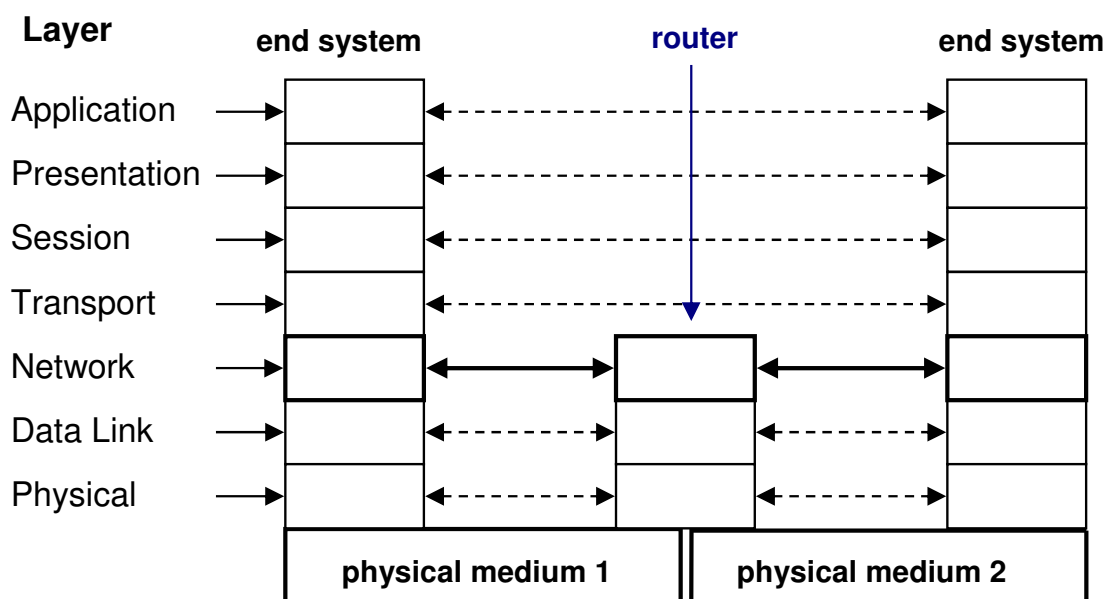 Layer
end system
router
end system
Application
Presentation
Session
Transport
Network
Data Link
Physical
physical medium 1
physical medium 2